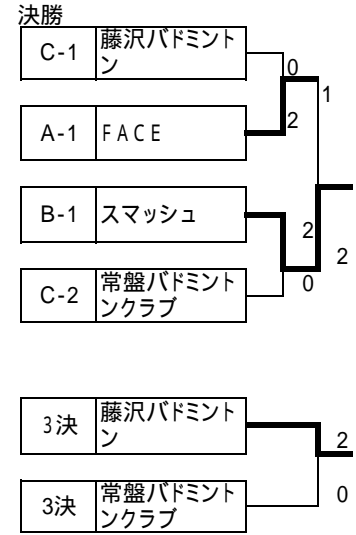 決勝
C-1 藤沢バドミント
ン
0
1
A-1 FACE
2
B-1 スマッシュ
2
2
C-2 常盤バドミント
ンクラブ
0
3決 藤沢バドミント
ン
2
3決 常盤バドミント
ンクラブ
0